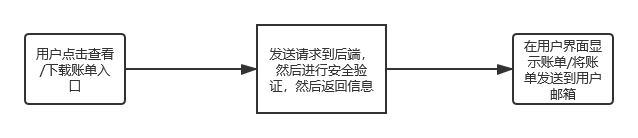 用户点击查看
/下载账单入
口
发送请求到后端，
然后进行安全验
证，然后返回信息
在用户界面显
示账单/将账
单发送到用户
邮箱